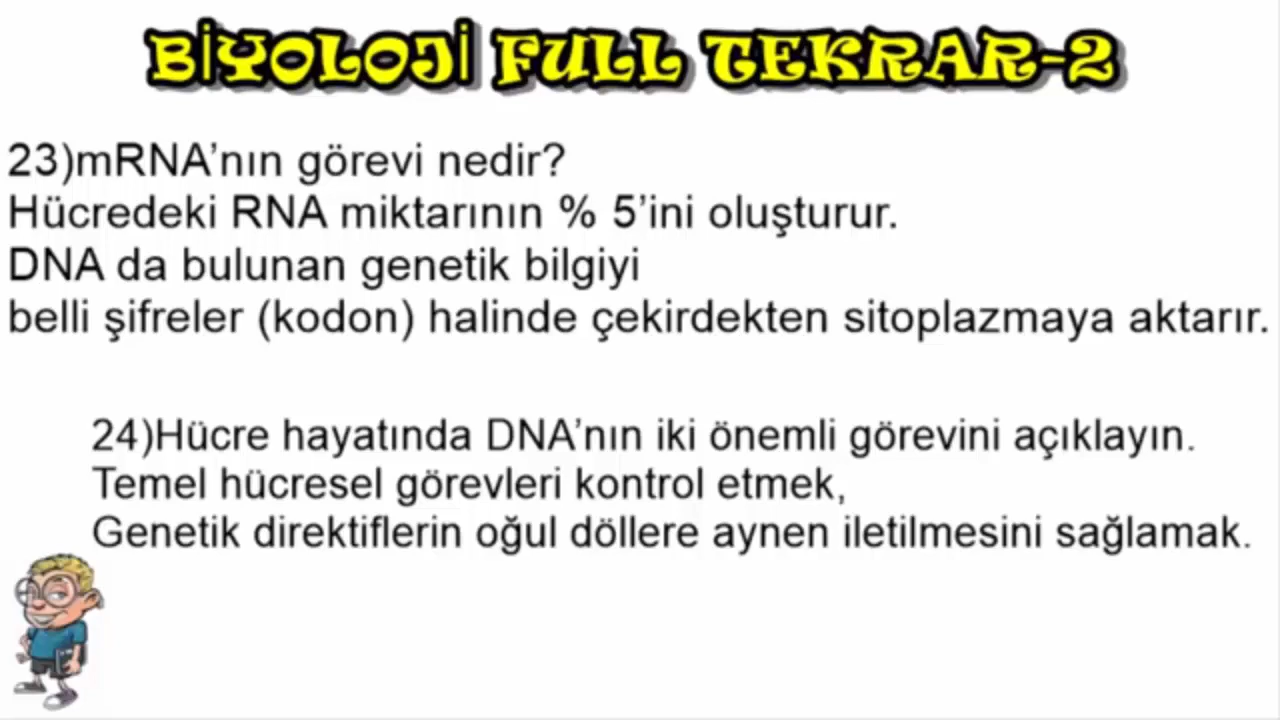 BİYOLOJİ FULL TEKRAR-2
23)mRNA’nın görevi nedir?
Hücredeki RNA miktarının % 5’ini oluşturur.
DNA da bulunan genetik bilgiyi
belli şifreler (kodon) halinde çekirdekten sitoplazmaya aktarır.
24)Hücre hayatında DNA’nın iki önemli görevini açıklayın.
Temel hücresel görevleri kontrol etmek,
Genetik direktiflerin oğul döllere aynen iletilmesini sağlamak.